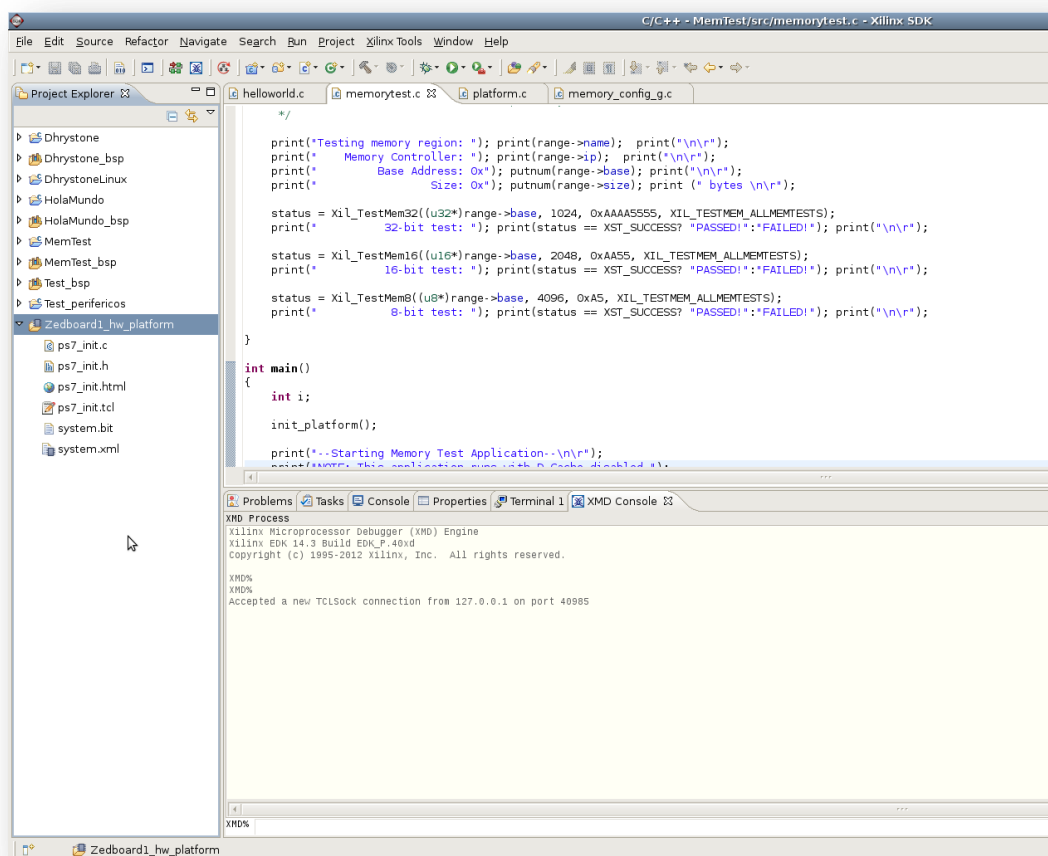 C/C++ - MemTest/src/memorytest.c - Xilinx SDK
File Edit Source Refactor Navigate Search Run Project Xilinx Tools Window Help
Project Explorer
helloworld.c memorytest.c platform.c memory_config_g.c
Dhrystone
Dhrystone_bsp
DhrystoneLinux
HolaMundo
HolaMundo_bsp
MemTest
MemTest_bsp
Test_bsp
Test_perifericos
Zedboard1_hw_platform
ps7_init.c
ps7_init.h
ps7_init.html
ps7_init.tcl
system.bit
system.xml
*/
print("Testing memory region: "); print(range->name);  print("\n\r");
print("    Memory Controller: "); print(range->ip);  print("\n\r");
print("         Base Address: 0x"); putnum(range->base); print("\n\r");
print("                 Size: 0x"); putnum(range->size); print (" bytes \n\r");
status = Xil_TestMem32((u32*)range->base, 1024, 0xAAAA5555, XIL_TESTMEM_ALLMEMTESTS);
print("          32-bit test: "); print(status == XST_SUCCESS? "PASSED!":"FAILED!"); print("\n\r");
status = Xil_TestMem16((u16*)range->base, 2048, 0xAA55, XIL_TESTMEM_ALLMEMTESTS);
print("          16-bit test: "); print(status == XST_SUCCESS? "PASSED!":"FAILED!"); print("\n\r");
status = Xil_TestMem8((u8*)range->base, 4096, 0xA5, XIL_TESTMEM_ALLMEMTESTS);
print("           8-bit test: "); print(status == XST_SUCCESS? "PASSED!":"FAILED!"); print("\n\r");
}
int main()
{
int i;
init_platform();
print("--Starting Memory Test Application--\n\r");
print("NOTE: This application runs with D-Cache disabled.");
Problems Tasks Console Properties Terminal 1 XMD Console
XMD Process
Xilinx Microprocessor Debugger (XMD) Engine
Xilinx EDK 14.3 Build EDK_P.40xd
Copyright (c) 1995-2012 Xilinx, Inc.  All rights reserved.
XMD%
XMD%
Accepted a new TCLSock connection from 127.0.0.1 on port 40985
XMD%
Zedboard1_hw_platform